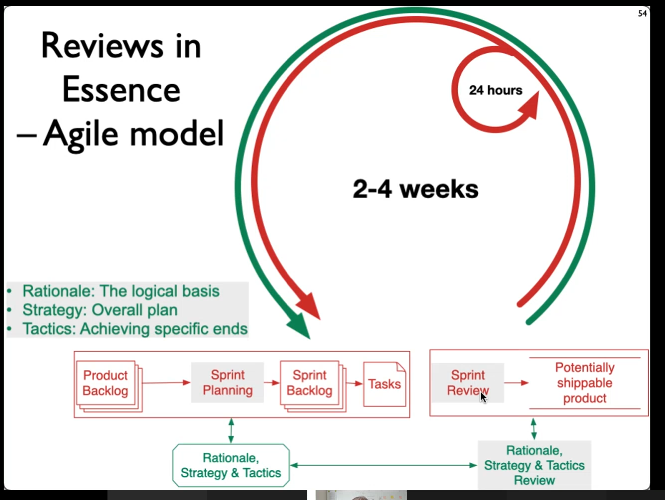 54
Reviews in
Essence
– Agile model
24 hours
2-4 weeks
• Rationale: The logical basis
• Strategy: Overall plan
• Tactics: Achieving specific ends
Product
Backlog
Sprint
Planning
Sprint
Backlog
Tasks
Sprint
Review
Potentially
shippable
product
Rationale,
Strategy & Tactics
Rationale,
Strategy & Tactics
Review